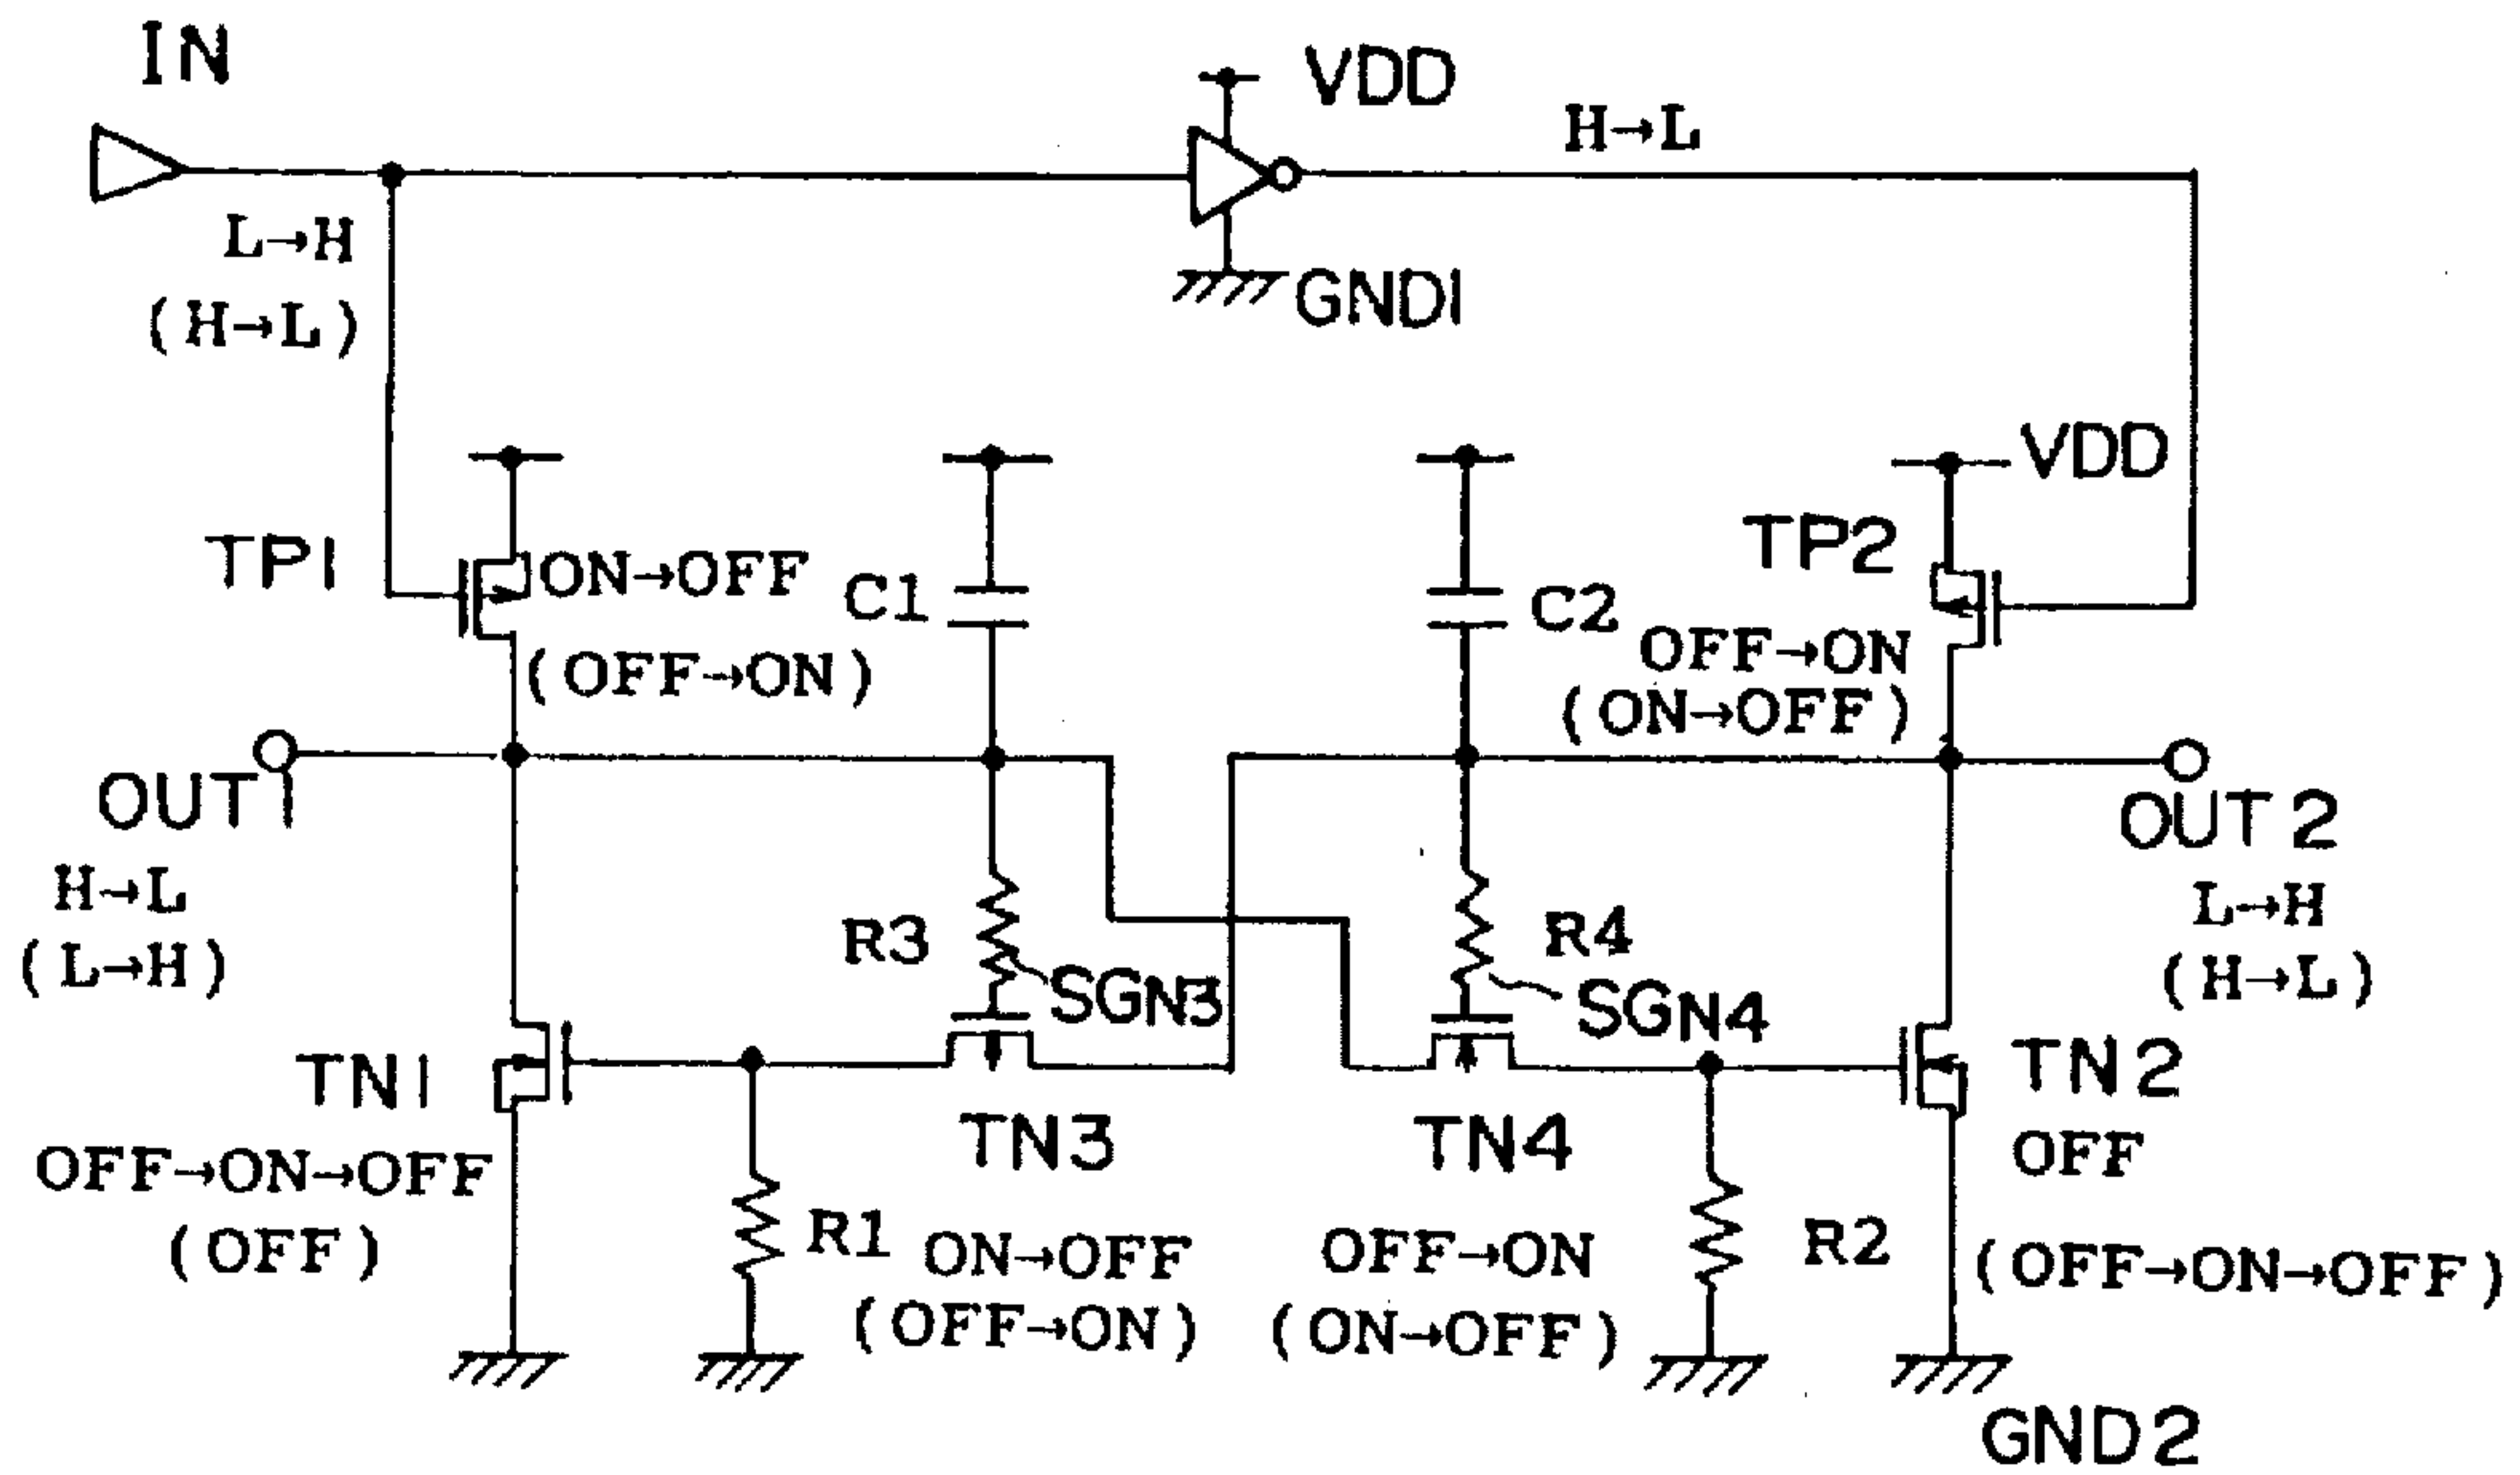 IN
VDD
H→L
L→H
(H→L)
GND1
VDD
TP1
ON→OFF
(OFF→ON)
C1
C2
TP2
OFF→ON
(ON→OFF)
OUT1
H→L
(L→H)
OUT2
L→H
(H→L)
R3
SGN3
R4
SGN4
TN1
OFF→ON→OFF
(OFF)
R1
TN3
ON→OFF
(OFF→ON)
TN4
OFF→ON
(ON→OFF)
R2
TN2
OFF
(OFF→ON→OFF)
GND2